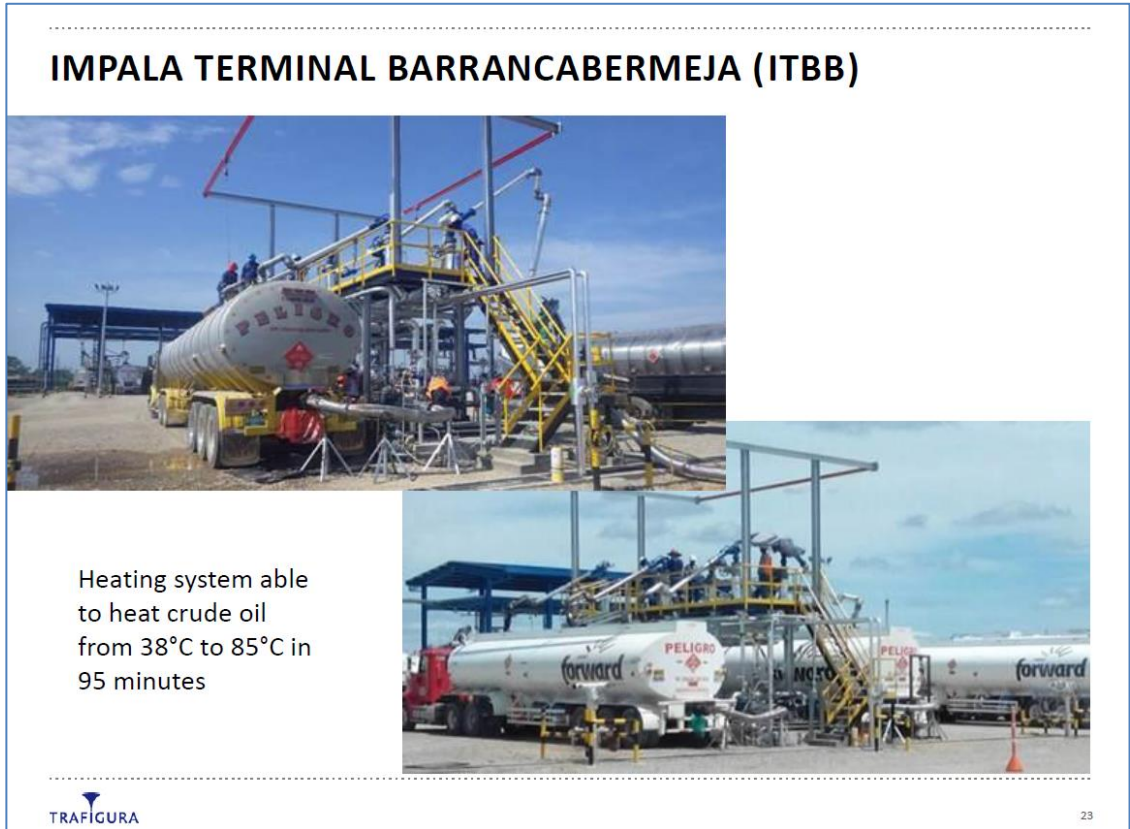 IMPALA TERMINAL BARRANCABERMEJA (ITBB)
PELIGRO
Heating system able
to heat crude oil
from 38°C to 85°C in
95 minutes
forward
PELIGRO
PELIGRO
forward
TRAFIGURA
23